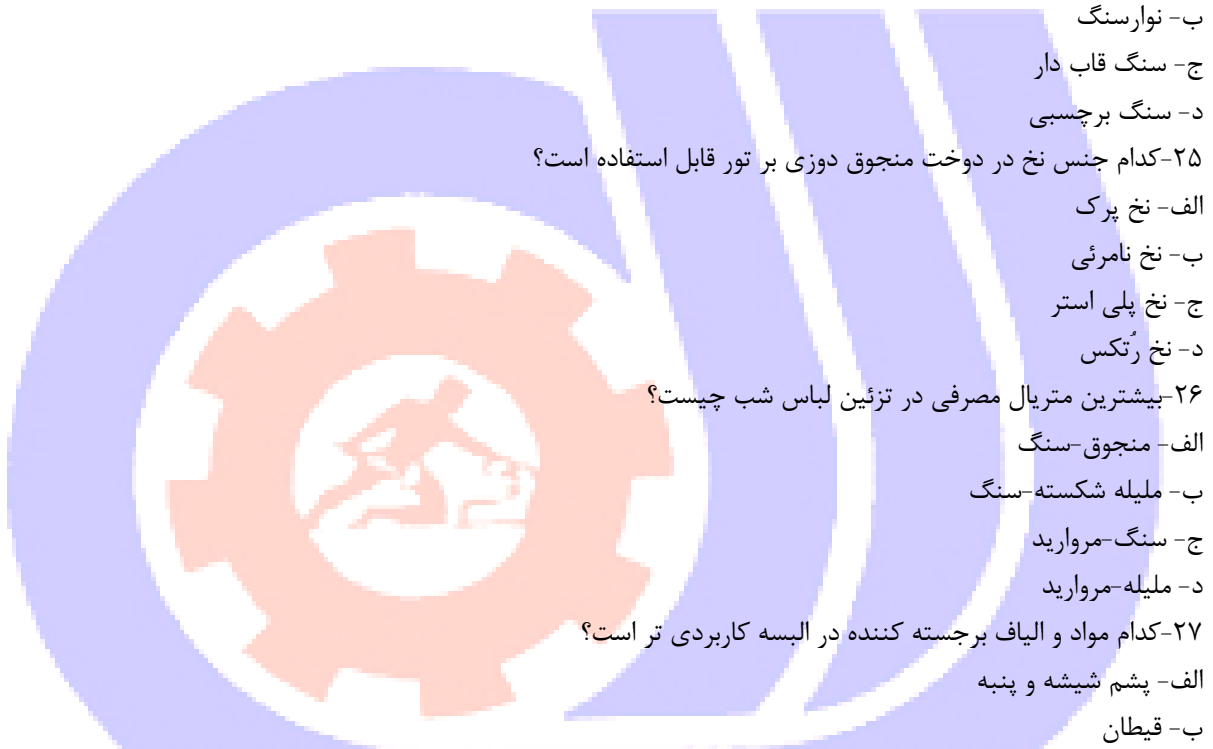 ب- نوارسنگ
ج- سنگ قاب دار
د- سنگ برچسبی
۲۵-کدام جنس نخ در دوخت منجوق دوزی بر تور قابل استفاده است؟
الف- نخ پرک
ب- نخ نامرئی
ج- نخ پلی استر
د- نخ رُتکس
۲۶-بیشترین متریال مصرفی در تزئین لباس شب چیست؟
الف- منجوق-سنگ
ب- ملیله شکسته-سنگ
ج- سنگ-مروارید
د- ملیله-مروارید
۲۷-کدام مواد و الیاف برجسته کننده در البسه کاربردی تر است؟
الف- پشم شیشه و پنبه
ب- قیطان